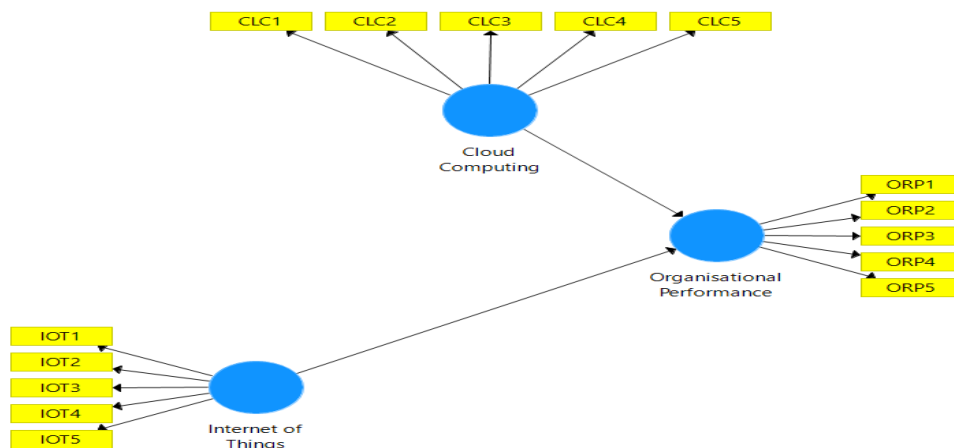 CLC1
CLC2
CLC3
CLC4
CLC5
Cloud
Computing
ORP1
ORP2
ORP3
ORP4
ORP5
Organisational
Performance
IOT1
IOT2
IOT3
IOT4
IOT5
Internet of
Things